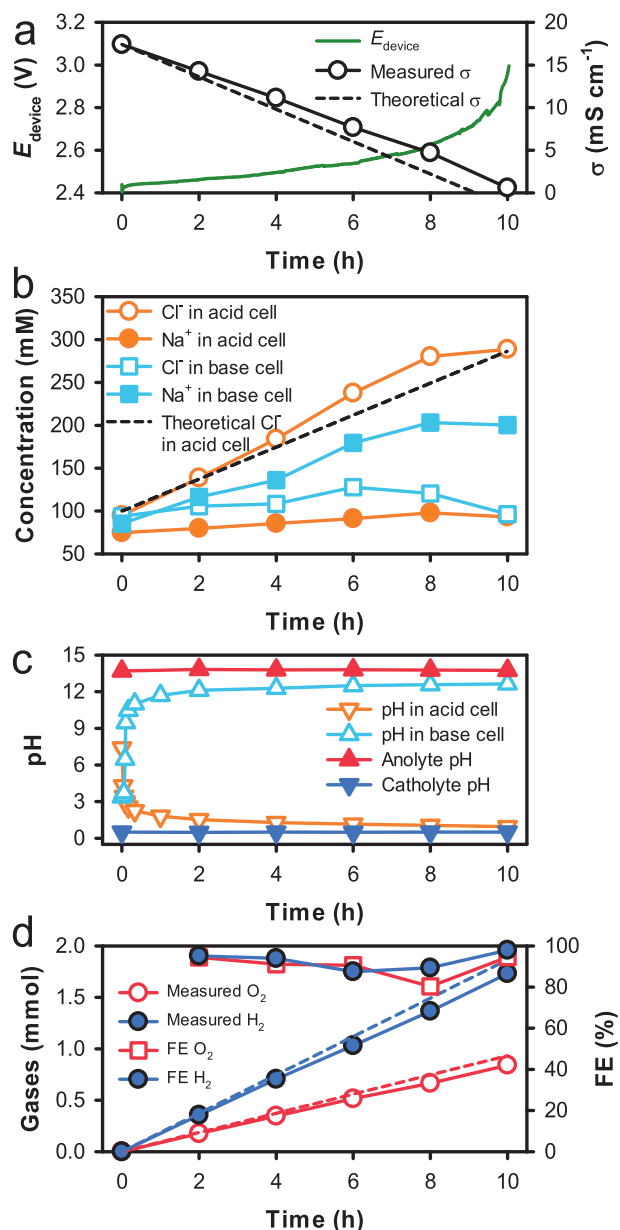 a
3.2
3.0
2.8
2.6
2.4
E_device (V)
E_device
Measured σ
Theoretical σ
20
15
10
5
0
σ (mS cm⁻¹)
0 2 4 6 8 10
Time (h)
b
350
300
250
200
150
100
50
Concentration (mM)
Cl⁻ in acid cell
Na⁺ in acid cell
Cl⁻ in base cell
Na⁺ in base cell
Theoretical Cl⁻
in acid cell
0 2 4 6 8 10
Time (h)
c
15
12
9
6
3
0
pH
pH in acid cell
pH in base cell
Anolyte pH
Catholyte pH
0 2 4 6 8 10
Time (h)
d
2.0
1.5
1.0
0.5
0.0
Gases (mmol)
Measured O₂
Measured H₂
FE O₂
FE H₂
100
80
60
40
20
0
FE (%)
0 2 4 6 8 10
Time (h)